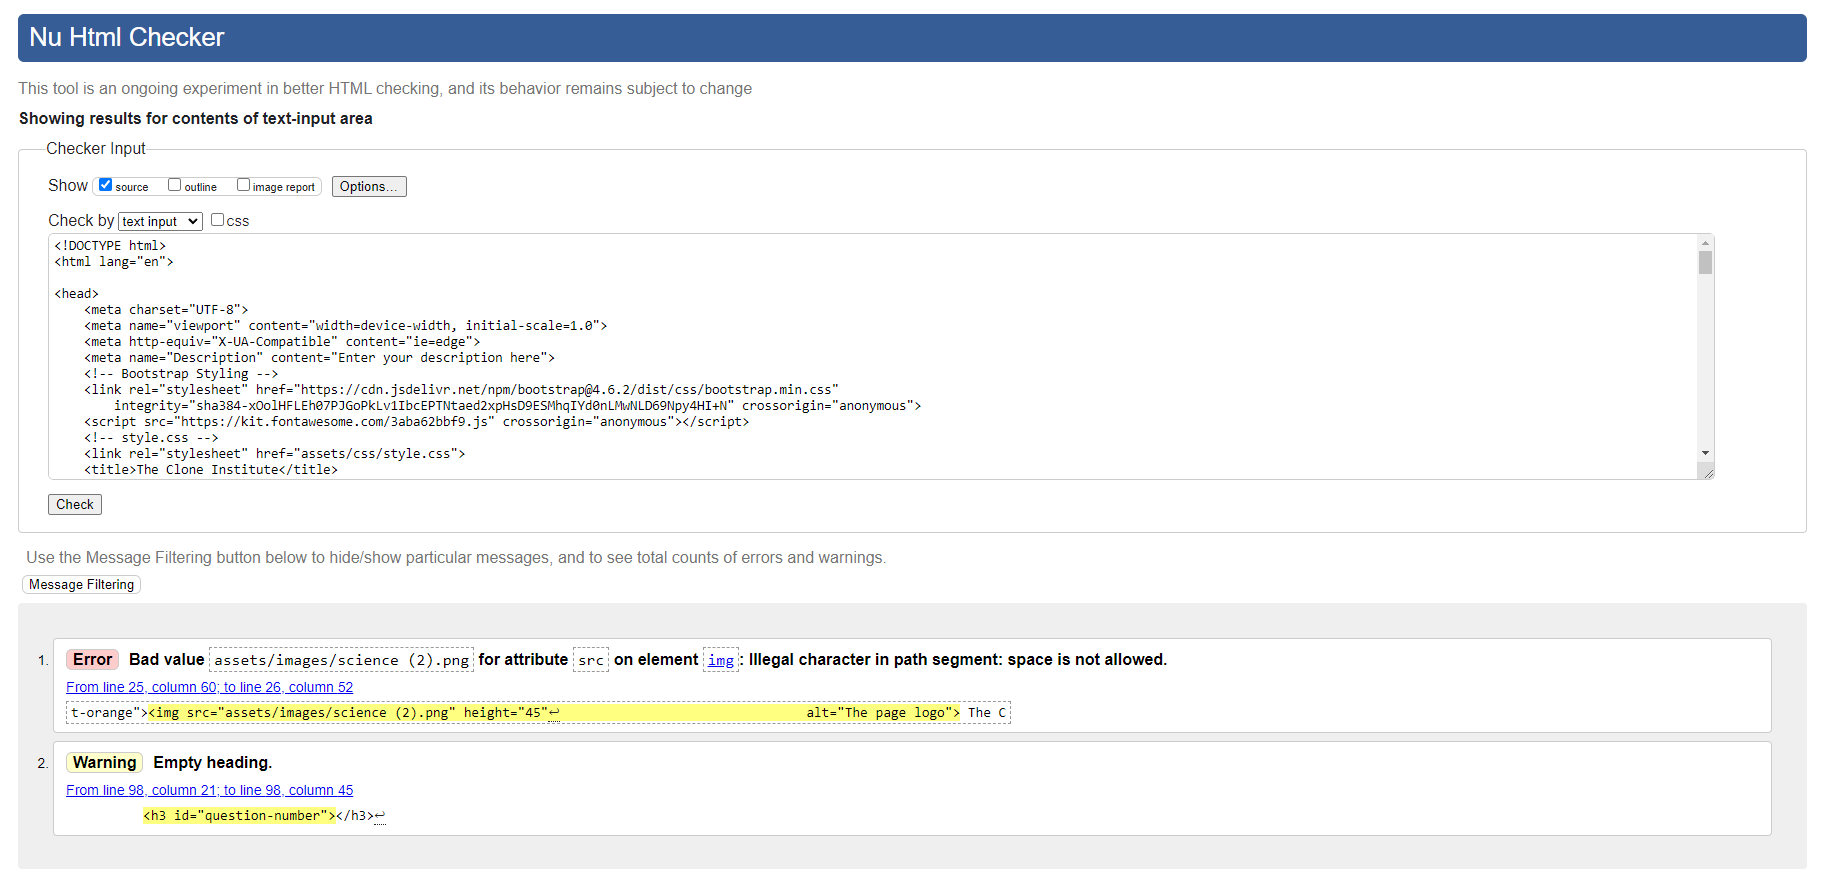 Nu Html Checker
This tool is an ongoing experiment in better HTML checking, and its behavior remains subject to change
Showing results for contents of text-input area
Checker Input
Show source outline image report Options...
Check by text input css
<!DOCTYPE html>
<html lang="en">
<head>
<meta charset="UTF-8">
<meta name="viewport" content="width=device-width, initial-scale=1.0">
<meta http-equiv="X-UA-Compatible" content="ie=edge">
<meta name="Description" content="Enter your description here">
<!-- Bootstrap Styling -->
<link rel="stylesheet" href="https://cdn.jsdelivr.net/npm/bootstrap@4.6.2/dist/css/bootstrap.min.css"
integrity="sha384-xOolHFLEh07PJGoPkLv1IbcEPTNtaed2xpHsD9ESMhqIYd0nLMwNLD69Npy4HI+N" crossorigin="anonymous">
<script src="https://kit.fontawesome.com/3aba62bbf9.js" crossorigin="anonymous"></script>
<!-- style.css -->
<link rel="stylesheet" href="assets/css/style.css">
<title>The Clone Institute</title>
Check
Use the Message Filtering button below to hide/show particular messages, and to see total counts of errors and warnings.
Message Filtering
1. Error Bad value assets/images/science (2).png for attribute src on element img: Illegal character in path segment: space is not allowed.
From line 25, column 60; to line 26, column 52
t-orange"><img src="assets/images/science (2).png" height="45"↩ alt="The page logo"> The C
2. Warning Empty heading.
From line 98, column 21; to line 98, column 45
<h3 id="question-number"></h3>↩